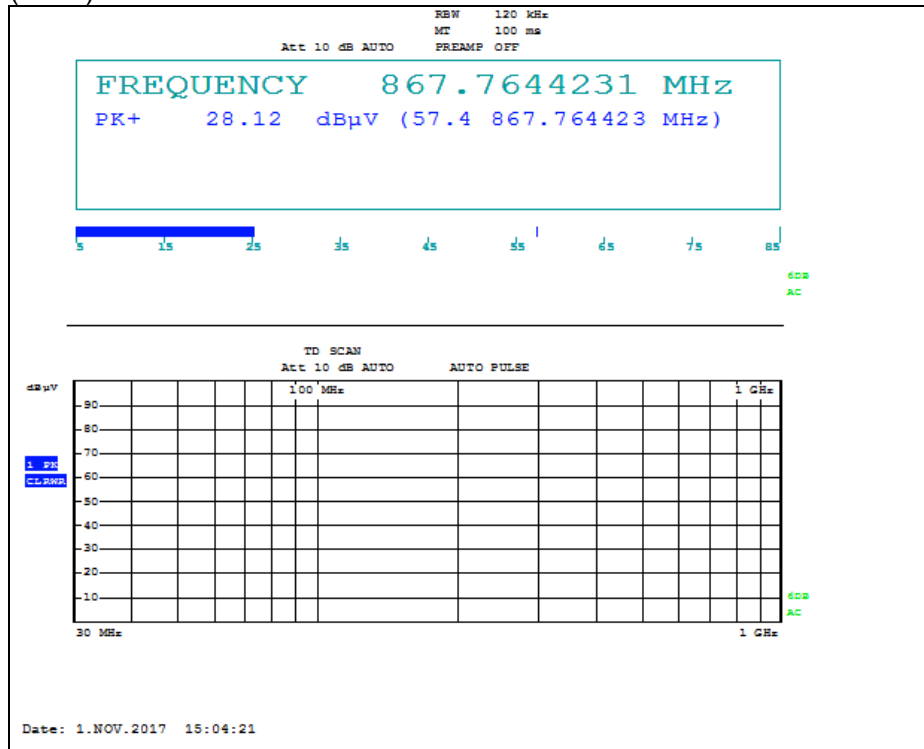 RBW 120 kHz
MT 100 ms
Att 10 dB AUTO PREAMP OFF
FREQUENCY 867.7644231 MHz
PK+ 28.12 dBµV (57.4 867.764423 MHz)
5 15 25 35 45 55 65 75 85
6DB
AC
TD SCAN
Att 10 dB AUTO AUTO PULSE
dBµV
100 MHz 1 GHz
90
80
70
1 PK
60
CLRWR
50
40
30
20
10
6DB
AC
30 MHz 1 GHz
Date: 1.NOV.2017 15:04:21